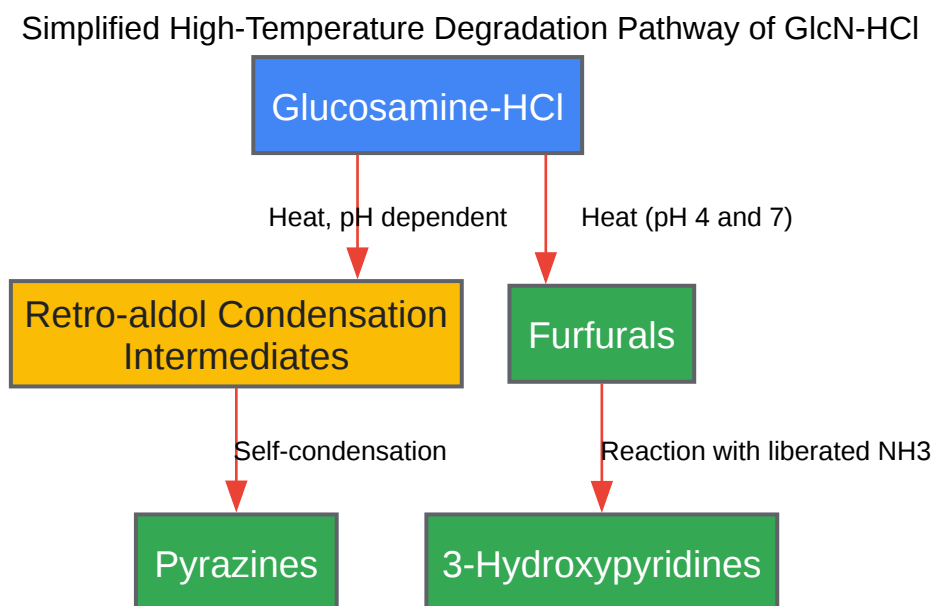 Simplified High-Temperature Degradation Pathway of GlcN-HCl
Glucosamine-HCl
Heat, pH dependent
Heat (pH 4 and 7)
Retro-aldol Condensation
Intermediates
Furfurals
Self-condensation
Reaction with liberated NH3
Pyrazines
3-Hydroxypyridines